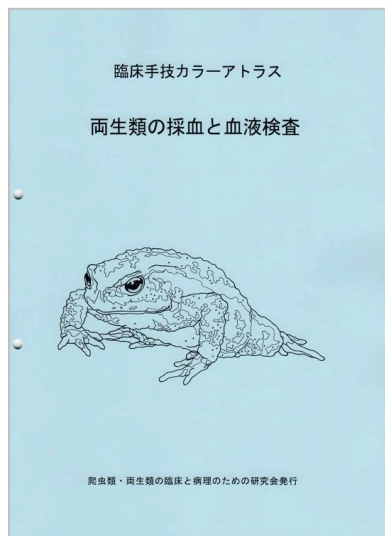 臨床手技カラーアトラス
両生類の採血と血液検査
爬虫類・両生類の臨床と病理のための研究会発行